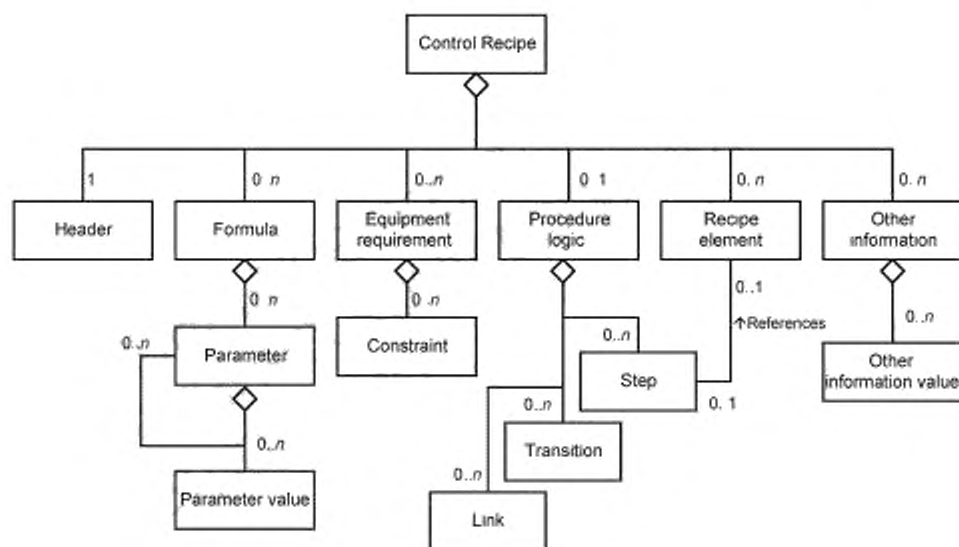 Control Recipe
1
0 n
0..n
0 1
0. n
0. n
Header
Formula
Equipment
requirement
Procedure
logic
Recipe
element
Other
information
0 n
0 .n
0..1
↑References
0..n
0..n
0..n
Parameter
Constraint
Step
Other
information value
0. 1
0..n
0..n
Transition
0..n
Parameter value
Link